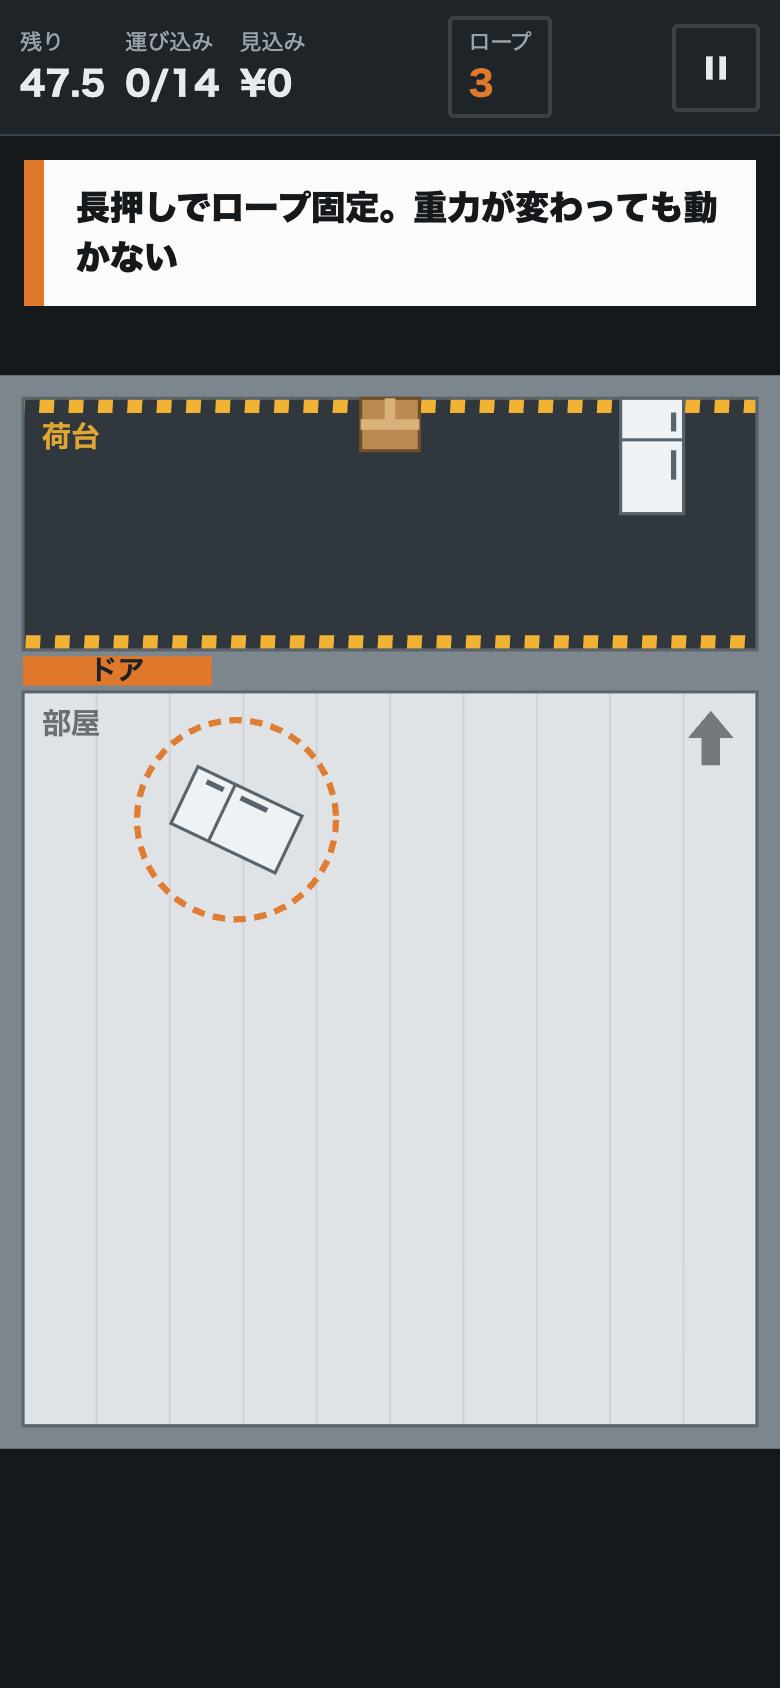 残り 運び込み 見込み ロープ
47.5 0/14 ¥0 3
長押しでロープ固定。重力が変わっても動
かない
荷台
ドア
部屋